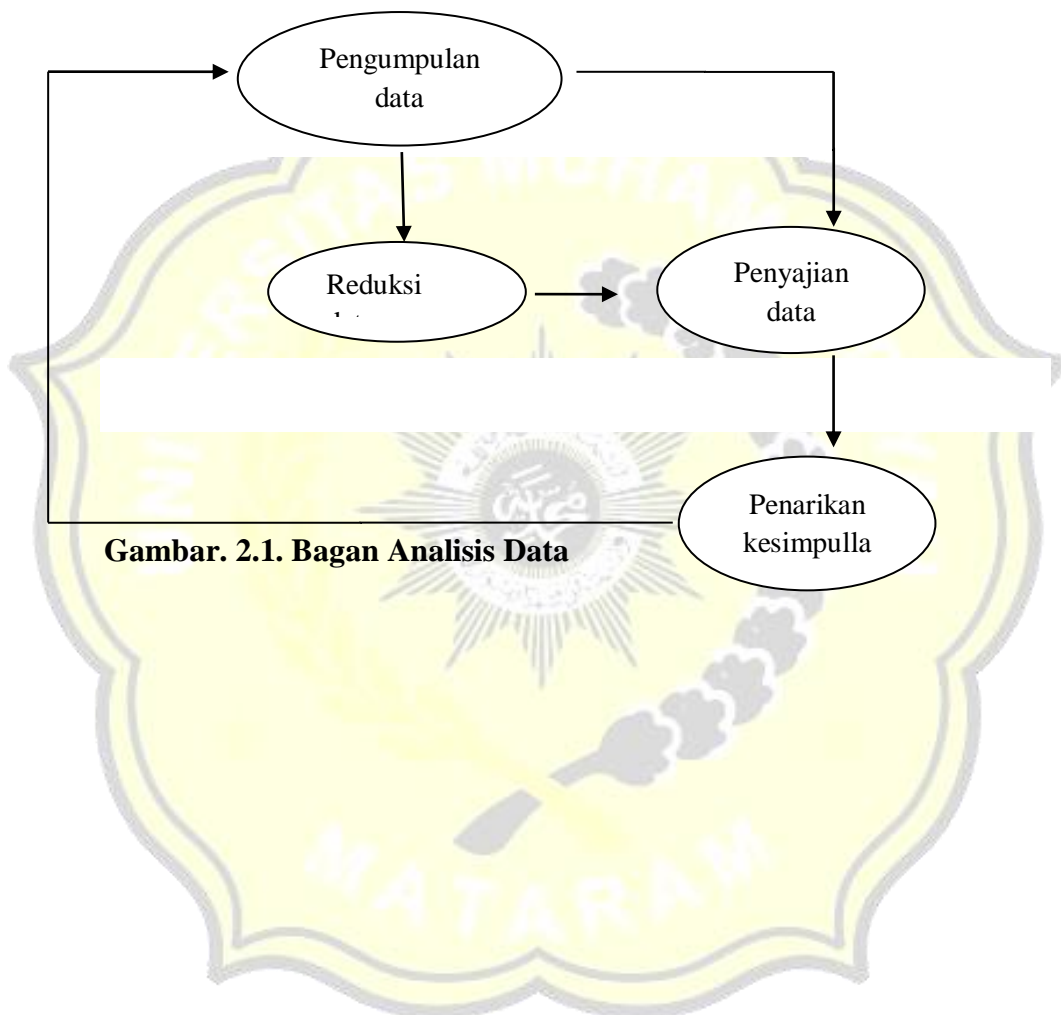 Pengumpulan
data
Reduksi
Penyajian
data
Penarikan
kesimpulla
Gambar. 2.1. Bagan Analisis Data
MATARAM